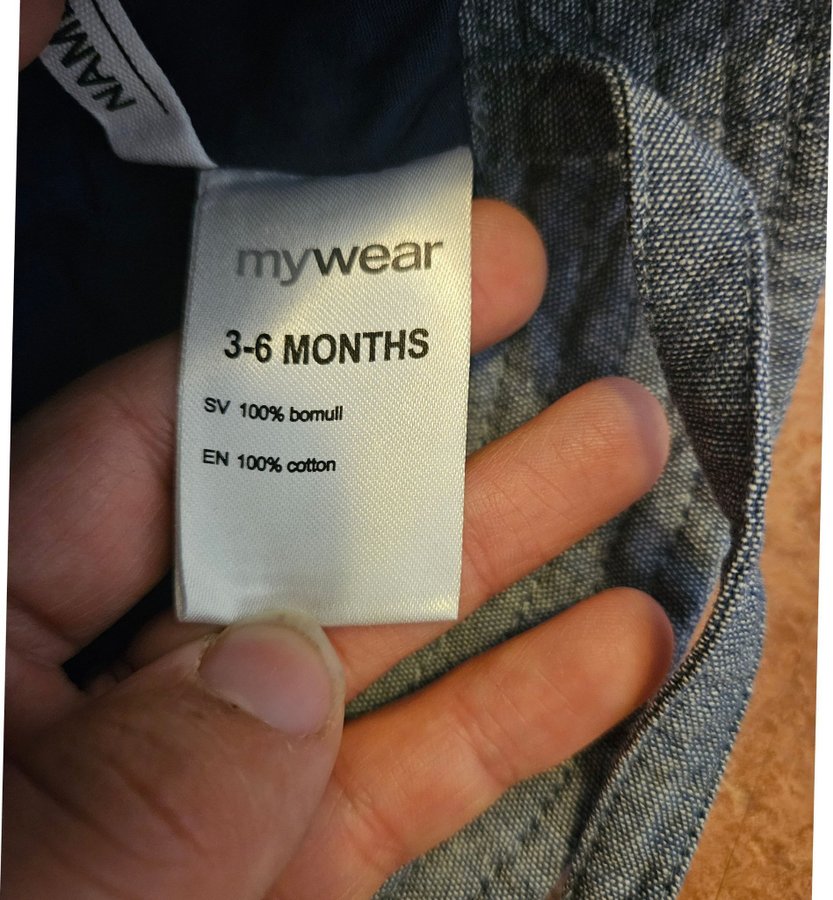 mywear
3-6 MONTHS
SV 100% bomull
EN 100% cotton